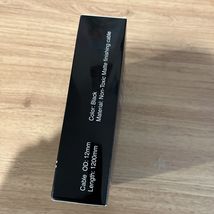 Cable OD: 12mm
Length: 1200mm
Color: Black
Material: Non-Toxic Matte finishing cable